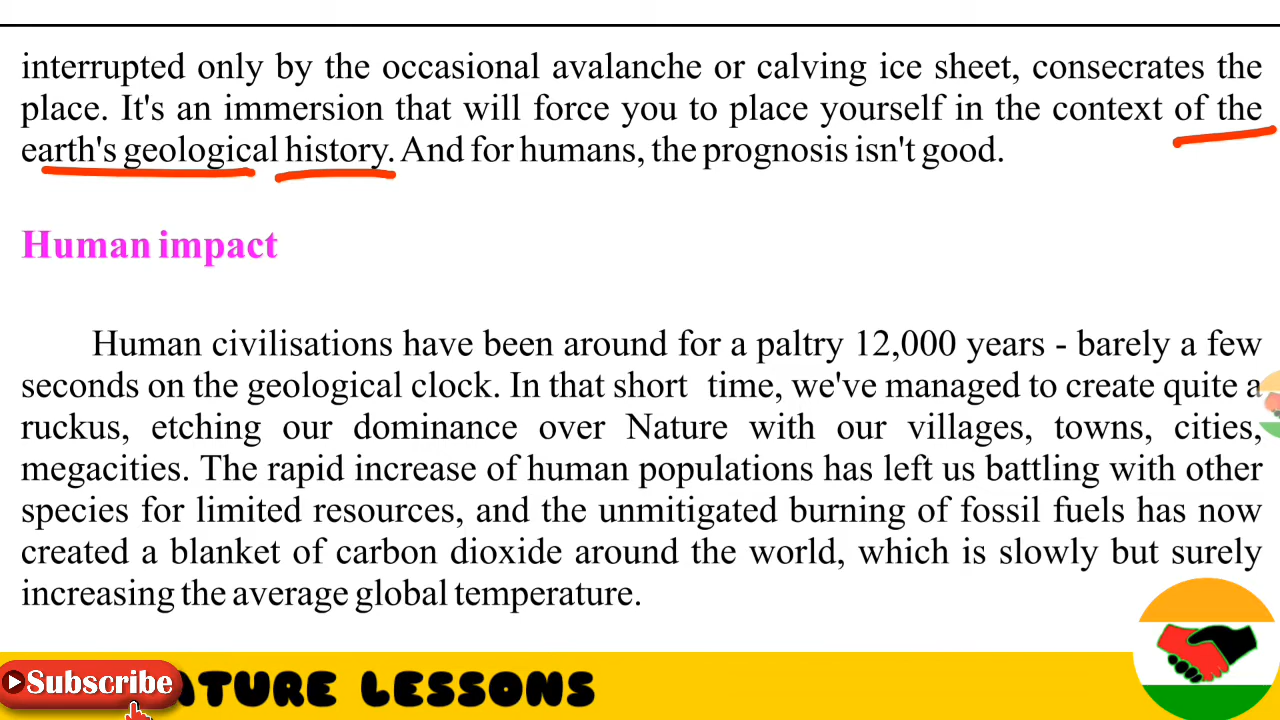 interrupted only by the occasional avalanche or calving ice sheet, consecrates the
place. It's an immersion that will force you to place yourself in the context of the
earth's geological history. And for humans, the prognosis isn't good.
Human impact
Human civilisations have been around for a paltry 12,000 years - barely a few
seconds on the geological clock. In that short time, we've managed to create quite a
ruckus, etching our dominance over Nature with our villages, towns, cities,
megacities. The rapid increase of human populations has left us battling with other
species for limited resources, and the unmitigated burning of fossil fuels has now
created a blanket of carbon dioxide around the world, which is slowly but surely
increasing the average global temperature.
Subscribe ATURE LESSONS